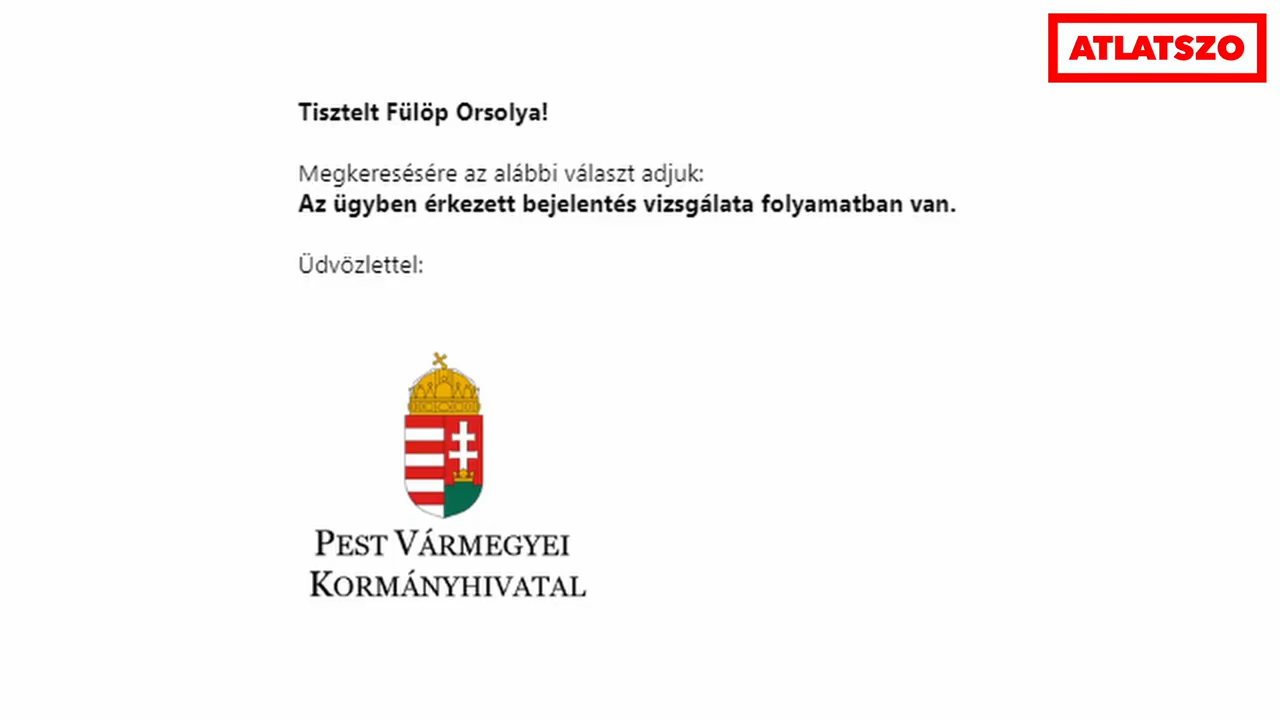 ATLATSZO
Tisztelt Fülöp Orsolya!
Megkeresésére az alábbi választ adjuk:
Az ügyben érkezett bejelentés vizsgálata folyamatban van.
Üdvözlettel:
PEST VÁRMEGYEI
KORMÁNYHIVATAL